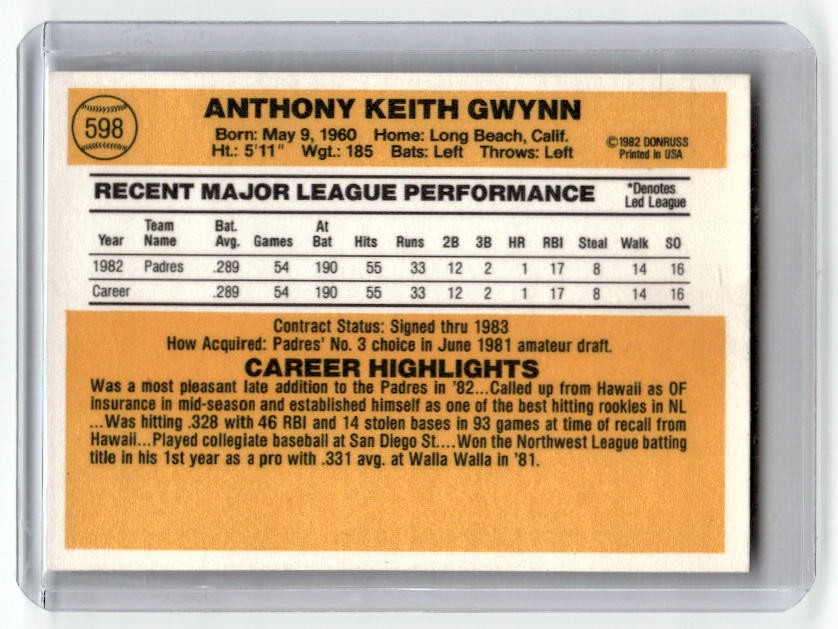 598
ANTHONY KEITH GWYNN
Born: May 9, 1960 Home: Long Beach, Calif.
Ht.: 5'11" Wgt.: 185 Bats: Left Throws: Left
©1982 DONRUSS
Printed in USA
RECENT MAJOR LEAGUE PERFORMANCE
*Denotes
Led League
Year Team Name Bat. Avg. Games At Bat Hits Runs 2B 3B HR RBI Steal Walk SO
1982 Padres .289 54 190 55 33 12 2 1 17 8 14 16
Career .289 54 190 55 33 12 2 1 17 8 14 16
Contract Status: Signed thru 1983
How Acquired: Padres' No. 3 choice in June 1981 amateur draft.
CAREER HIGHLIGHTS
Was a most pleasant late addition to the Padres in '82...Called up from Hawaii as OF
insurance in mid-season and established himself as one of the best hitting rookies in NL
...Was hitting .328 with 46 RBI and 14 stolen bases in 93 games at time of recall from
Hawaii...Played collegiate baseball at San Diego St....Won the Northwest League batting
title in his 1st year as a pro with .331 avg. at Walla Walla in '81.